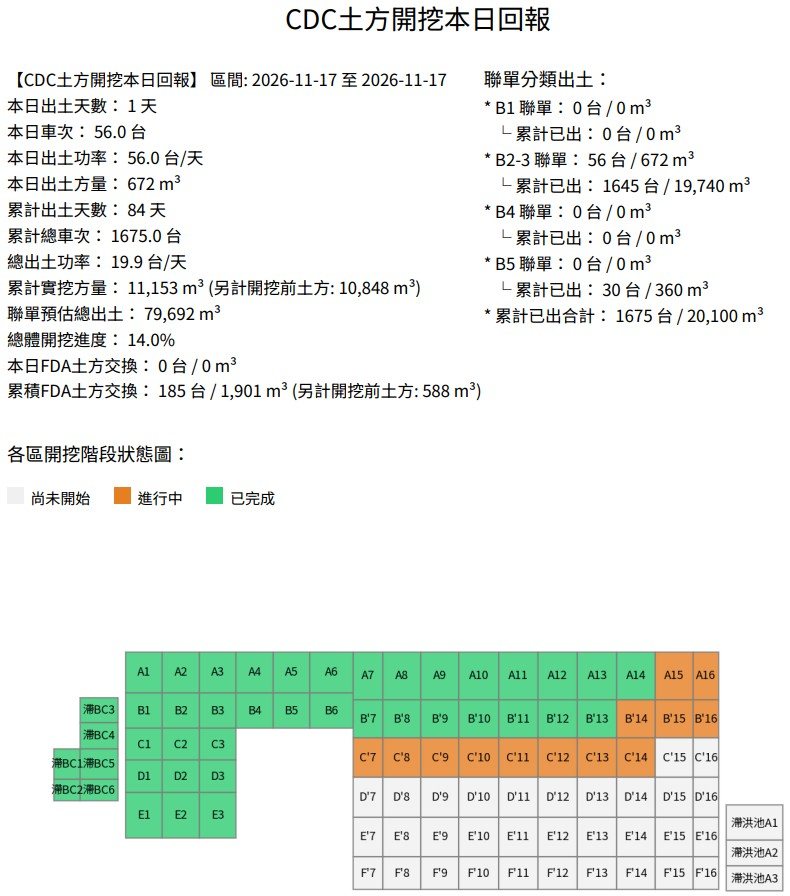 CDC土方開挖本日回報
【CDC土方開挖本日回報】 區間: 2026-11-17 至 2026-11-17
本日出土天數： 1 天
本日車次： 56.0 台
本日出土功率： 56.0 台/天
本日出土方量： 672 m³
累計出土天數： 84 天
累計總車次： 1675.0 台
總出土功率： 19.9 台/天
累計實挖方量： 11,153 m³ (另計開挖前土方: 10,848 m³)
聯單預估總出土： 79,692 m³
總體開挖進度： 14.0%
本日FDA土方交換： 0 台 / 0 m³
累積FDA土方交換： 185 台 / 1,901 m³ (另計開挖前土方: 588 m³)
聯單分類出土：
* B1 聯單： 0 台 / 0 m³
└ 累計已出： 0 台 / 0 m³
* B2-3 聯單： 56 台 / 672 m³
└ 累計已出： 1645 台 / 19,740 m³
* B4 聯單： 0 台 / 0 m³
└ 累計已出： 0 台 / 0 m³
* B5 聯單： 0 台 / 0 m³
└ 累計已出： 30 台 / 360 m³
* 累計已出合計： 1675 台 / 20,100 m³
各區開挖階段狀態圖：
尚未開始 進行中 已完成
A1 A2 A3 A4 A5 A6 A7 A8 A9 A10 A11 A12 A13 A14 A15 A16
滯BC3 B1 B2 B3 B4 B5 B6 B'7 B'8 B'9 B'10 B'11 B'12 B'13 B'14 B'15 B'16
滯BC4 C1 C2 C3 C'7 C'8 C'9 C'10 C'11 C'12 C'13 C'14 C'15 C'16
滯BC1 滯BC5 D1 D2 D3 D'7 D'8 D'9 D'10 D'11 D'12 D'13 D'14 D'15 D'16
滯BC2 滯BC6 E1 E2 E3 E'7 E'8 E'9 E'10 E'11 E'12 E'13 E'14 E'15 E'16
F'7 F'8 F'9 F'10 F'11 F'12 F'13 F'14 F'15 F'16
滯洪池A1
滯洪池A2
滯洪池A3